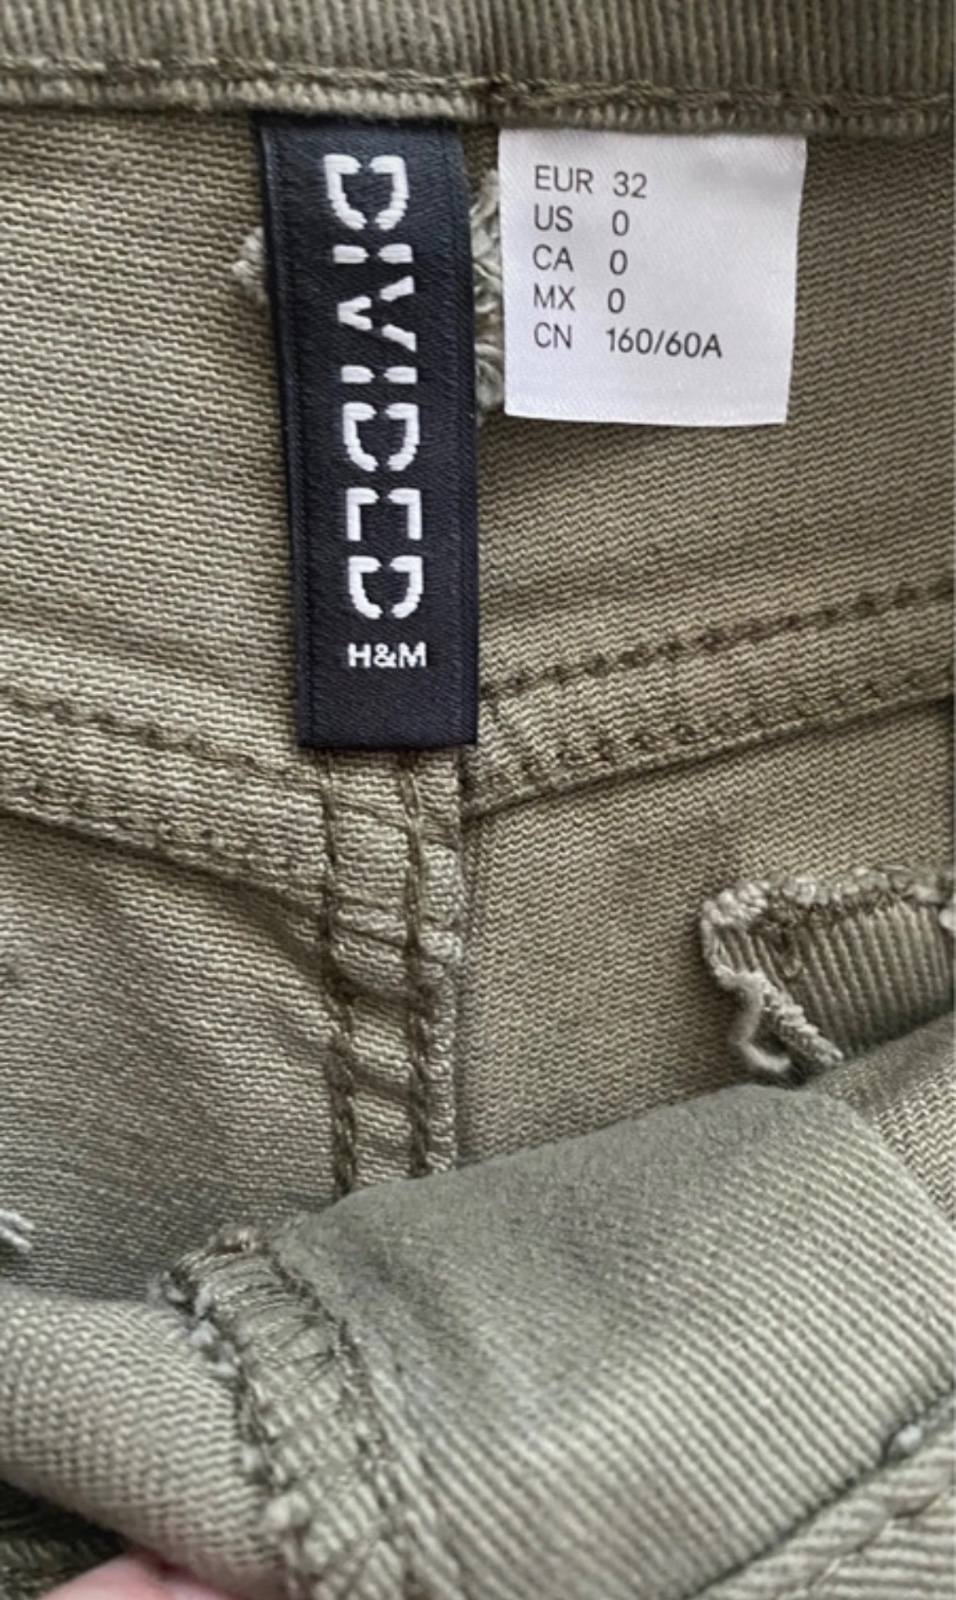 DIVIDED
H&M
EUR 32
US 0
CA 0
MX 0
CN 160/60A